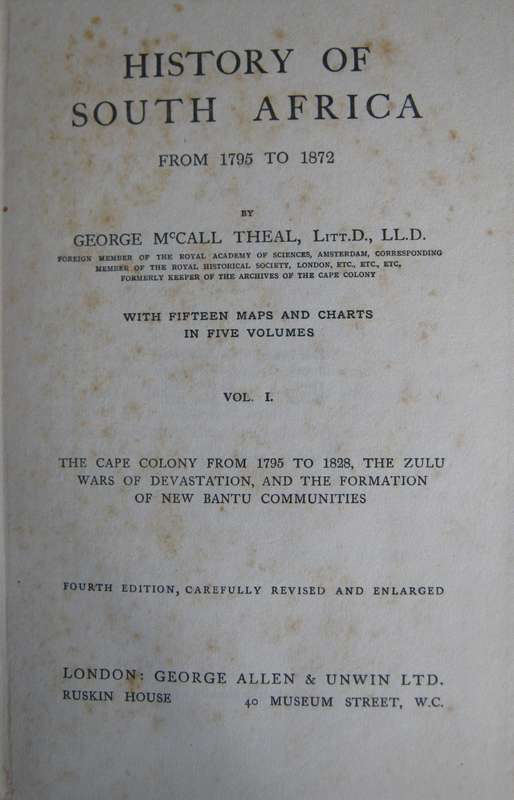 HISTORY OF
SOUTH AFRICA
FROM 1795 TO 1872
BY
GEORGE McCALL THEAL, Litt.D., LL.D.
FOREIGN MEMBER OF THE ROYAL ACADEMY OF SCIENCES, AMSTERDAM, CORRESPONDING
MEMBER OF THE ROYAL HISTORICAL SOCIETY, LONDON, ETC., ETC., ETC,
FORMERLY KEEPER OF THE ARCHIVES OF THE CAPE COLONY
WITH FIFTEEN MAPS AND CHARTS
IN FIVE VOLUMES
VOL. I.
THE CAPE COLONY FROM 1795 TO 1828, THE ZULU
WARS OF DEVASTATION, AND THE FORMATION
OF NEW BANTU COMMUNITIES
FOURTH EDITION, CAREFULLY REVISED AND ENLARGED
LONDON: GEORGE ALLEN & UNWIN LTD.
RUSKIN HOUSE 40 MUSEUM STREET, W.C.